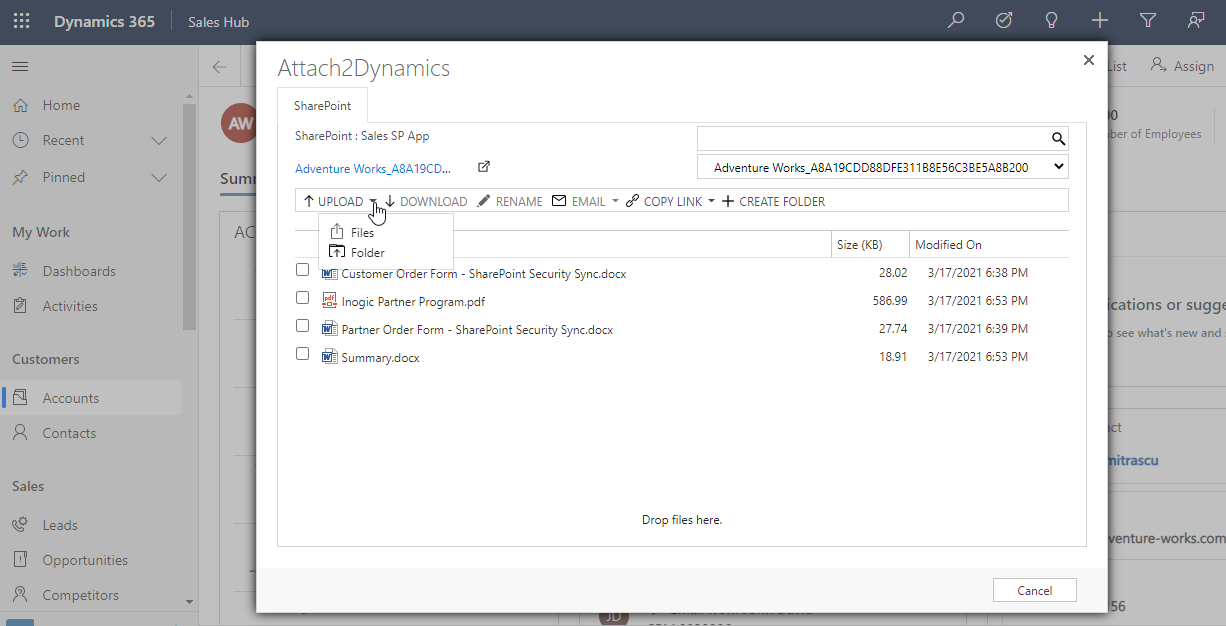 Dynamics 365
Sales Hub
Home
Recent
Pinned
My Work
Dashboards
Activities
Customers
Accounts
Contacts
Sales
Leads
Opportunities
Competitors
AW
Summ
AC
Attach2Dynamics
SharePoint
SharePoint : Sales SP App
Adventure Works_A8A19CD...
Adventure Works_A8A19CDD88DFE311B8E56C3BE5A8B200
UPLOAD DOWNLOAD RENAME EMAIL COPY LINK CREATE FOLDER
Files
Folder
Size (KB) Modified On
Customer Order Form - SharePoint Security Sync.docx 28.02 3/17/2021 6:38 PM
Inogic Partner Program.pdf 586.99 3/17/2021 6:53 PM
Partner Order Form - SharePoint Security Sync.docx 27.74 3/17/2021 6:39 PM
Summary.docx 18.91 3/17/2021 6:53 PM
Drop files here.
Cancel
List
Assign
00
ber of Employees
ications or sugge
o see what's new and
act
mitrascu
venture-works.com
56
JD